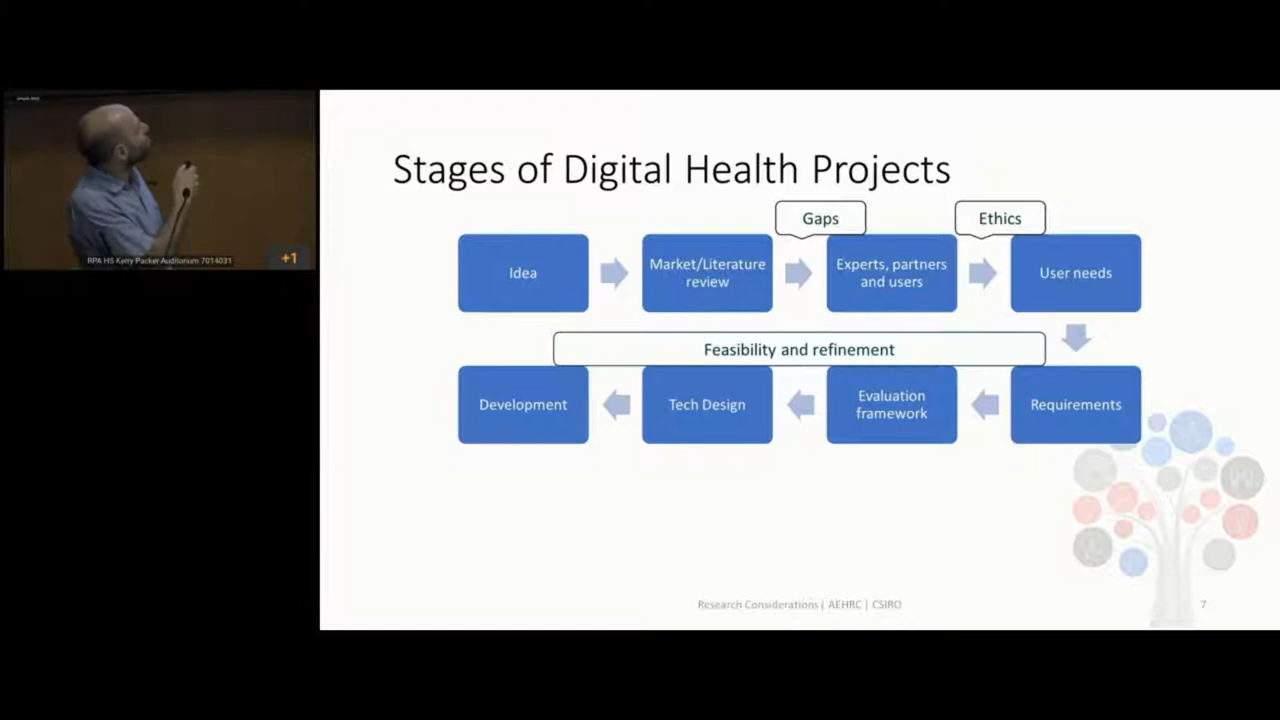 Stages of Digital Health Projects
Gaps
Ethics
Idea
Market/Literature
review
Experts, partners
and users
User needs
Feasibility and refinement
Development
Tech Design
Evaluation
framework
Requirements
RPA HS Kerry Packer Auditorium 7014031
+1
Research Considerations | AEHRC | CSIRO
7